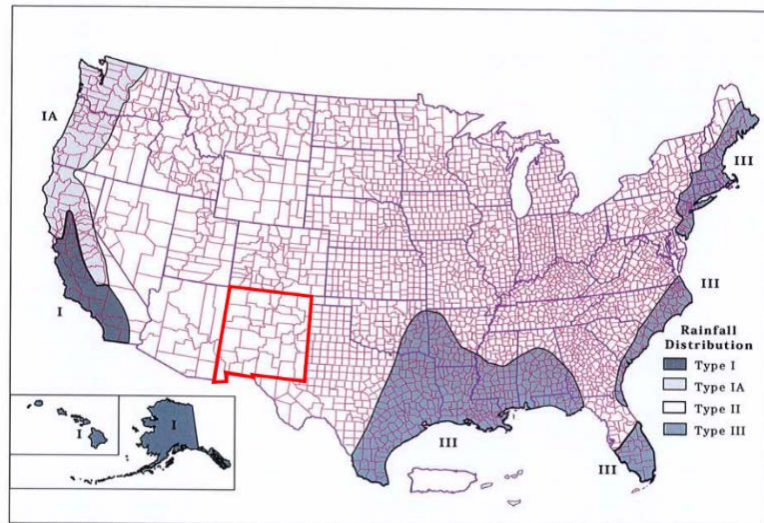 IA
III
III
I
Rainfall
Distribution
Type I
Type IA
Type II
Type III
I
I
III
III